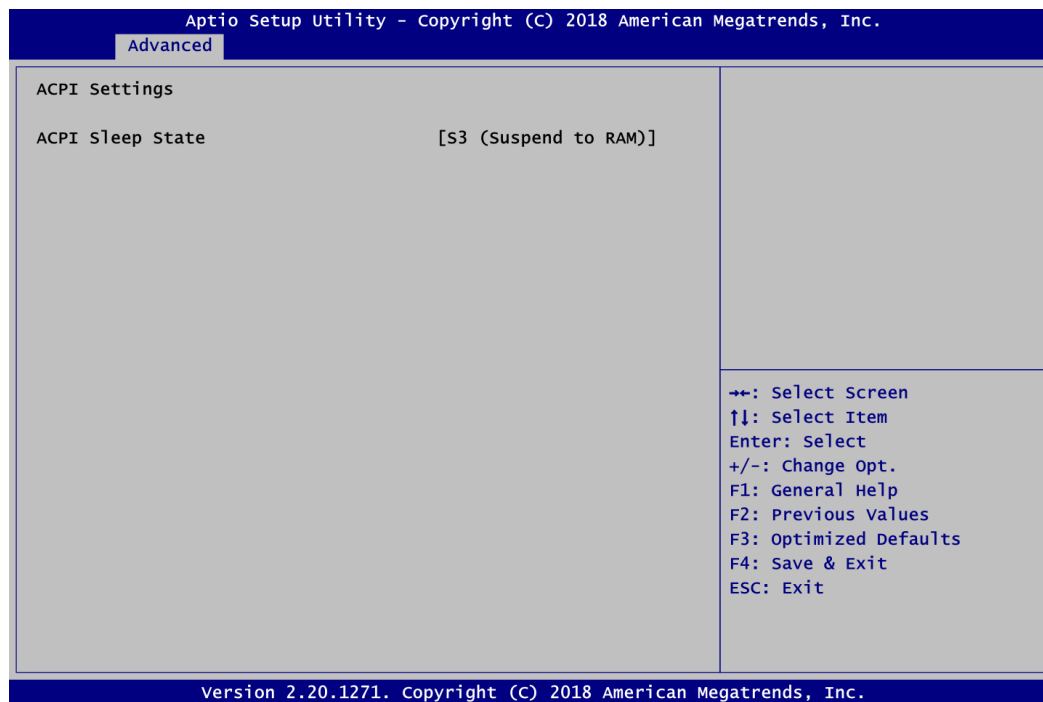 Aptio Setup Utility – Copyright (C) 2018 American Megatrends, Inc.
Advanced
ACPI Settings
ACPI Sleep State [S3 (Suspend to RAM)]
→←: Select Screen
↑↓: Select Item
Enter: Select
+/-: Change Opt.
F1: General Help
F2: Previous Values
F3: Optimized Defaults
F4: Save & Exit
ESC: Exit
Version 2.20.1271. Copyright (C) 2018 American Megatrends, Inc.